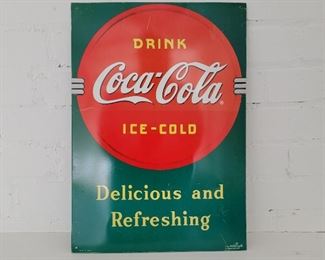 DRINK
Coca-Cola
ICE-COLD
Delicious and
Refreshing